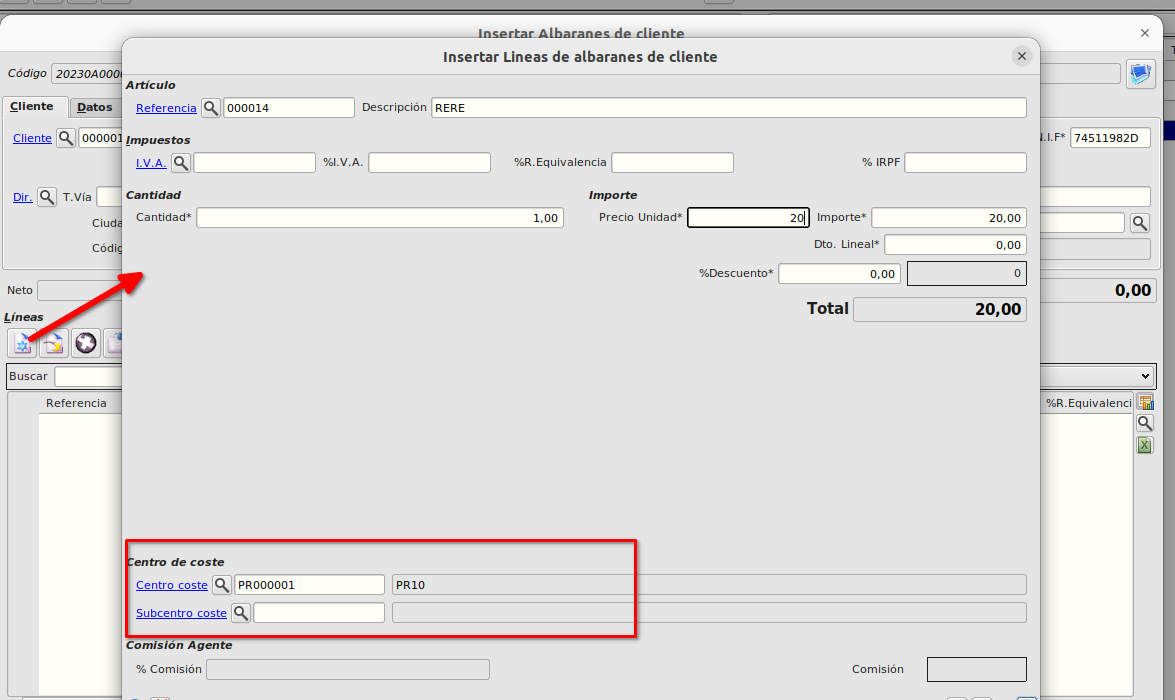 Insertar Albaranes de cliente
Insertar Lineas de albaranes de cliente
Código 20230A000
Cliente Datos
Cliente 000001
N.I.F* 74511982D
Dir. T.Vía
Ciuda
Códig
Neto 0,00
Líneas
Buscar
Referencia %R.Equivalenci
Artículo
Referencia 000014 Descripción RERE
Impuestos
I.V.A. %I.V.A. %R.Equivalencia % IRPF
Cantidad Importe
Cantidad* 1,00 Precio Unidad* 20 Importe* 20,00
Dto. Lineal* 0,00
%Descuento* 0,00 0
Total 20,00
Centro de coste
Centro coste PR000001 PR10
Subcentro coste
Comisión Agente
% Comisión Comisión